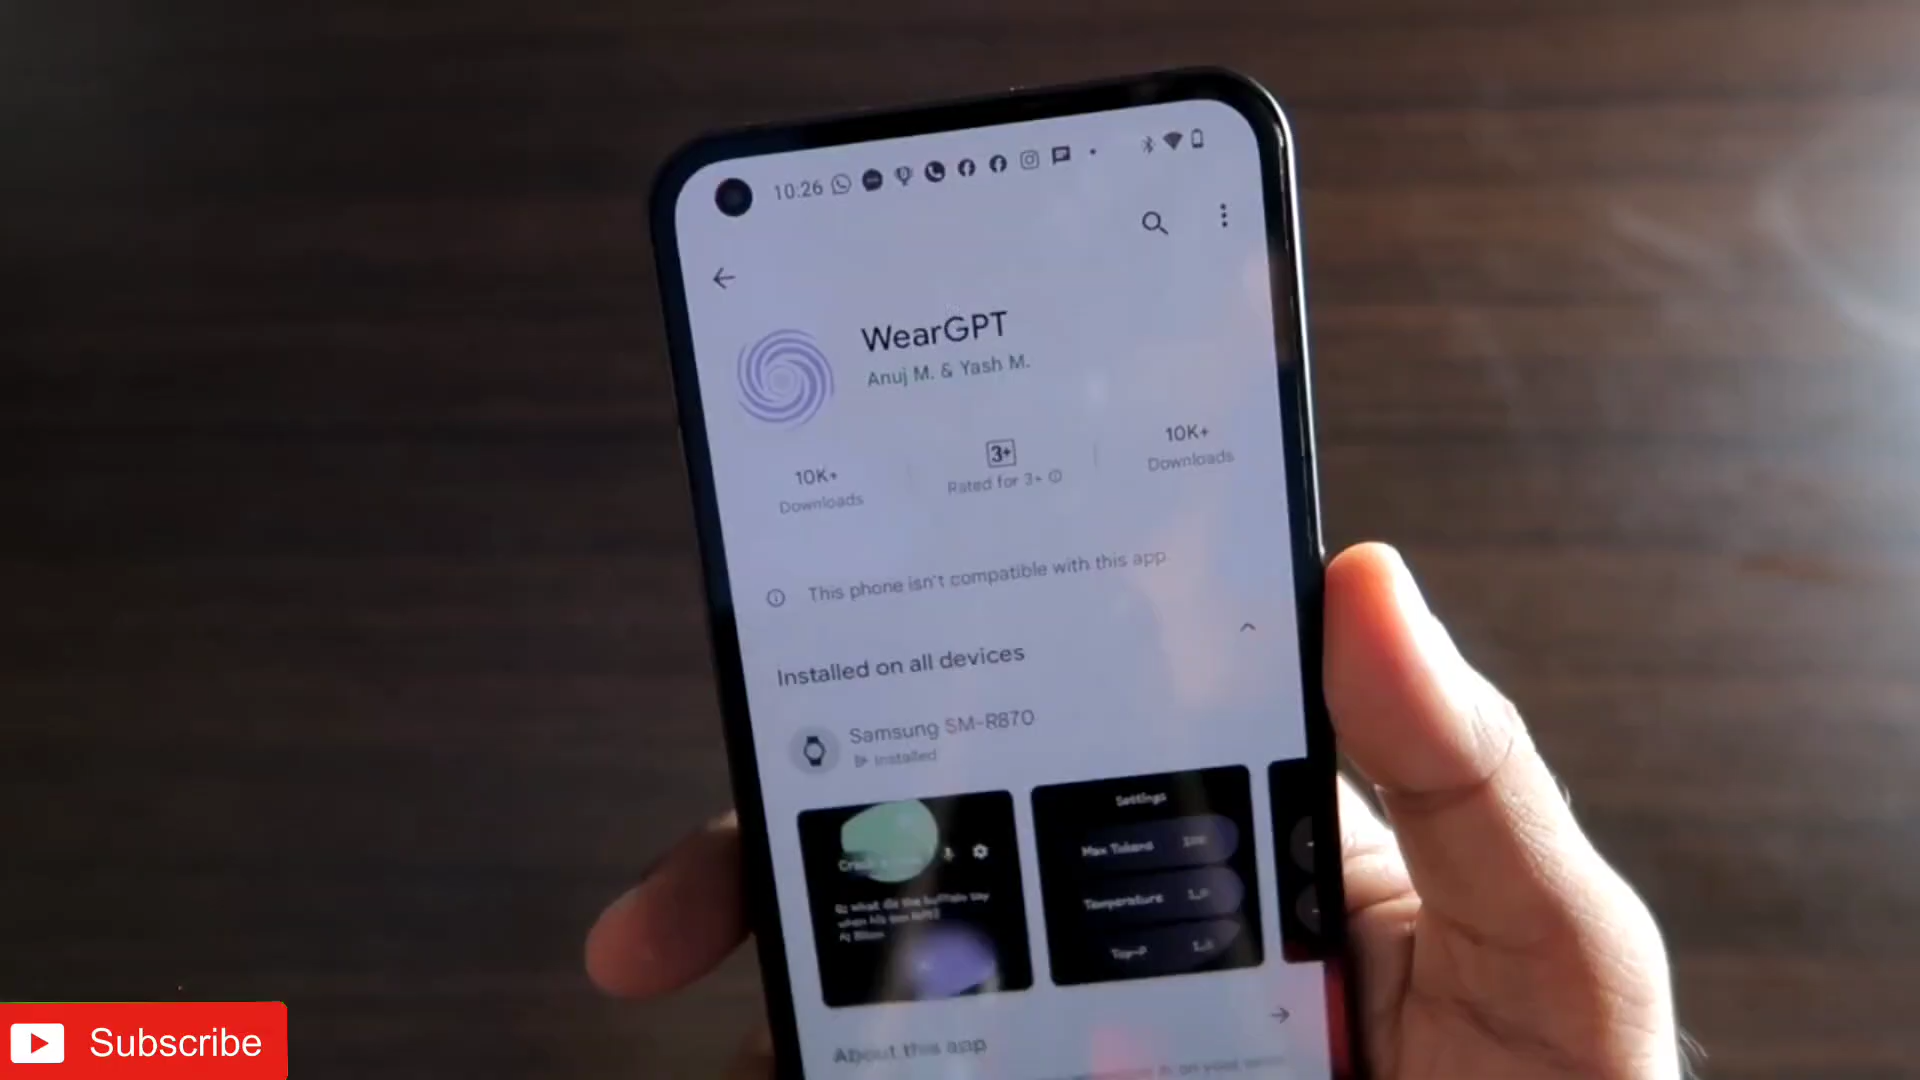 10:26
WearGPT
Anuj M. & Yash M.
10K+
Downloads
3+
Rated for 3+
10K+
Downloads
This phone isn't compatible with this app
Installed on all devices
Samsung SM-R870
Installed
Settings
Max Tokens
Temperature
Top-P
About this app
Subscribe